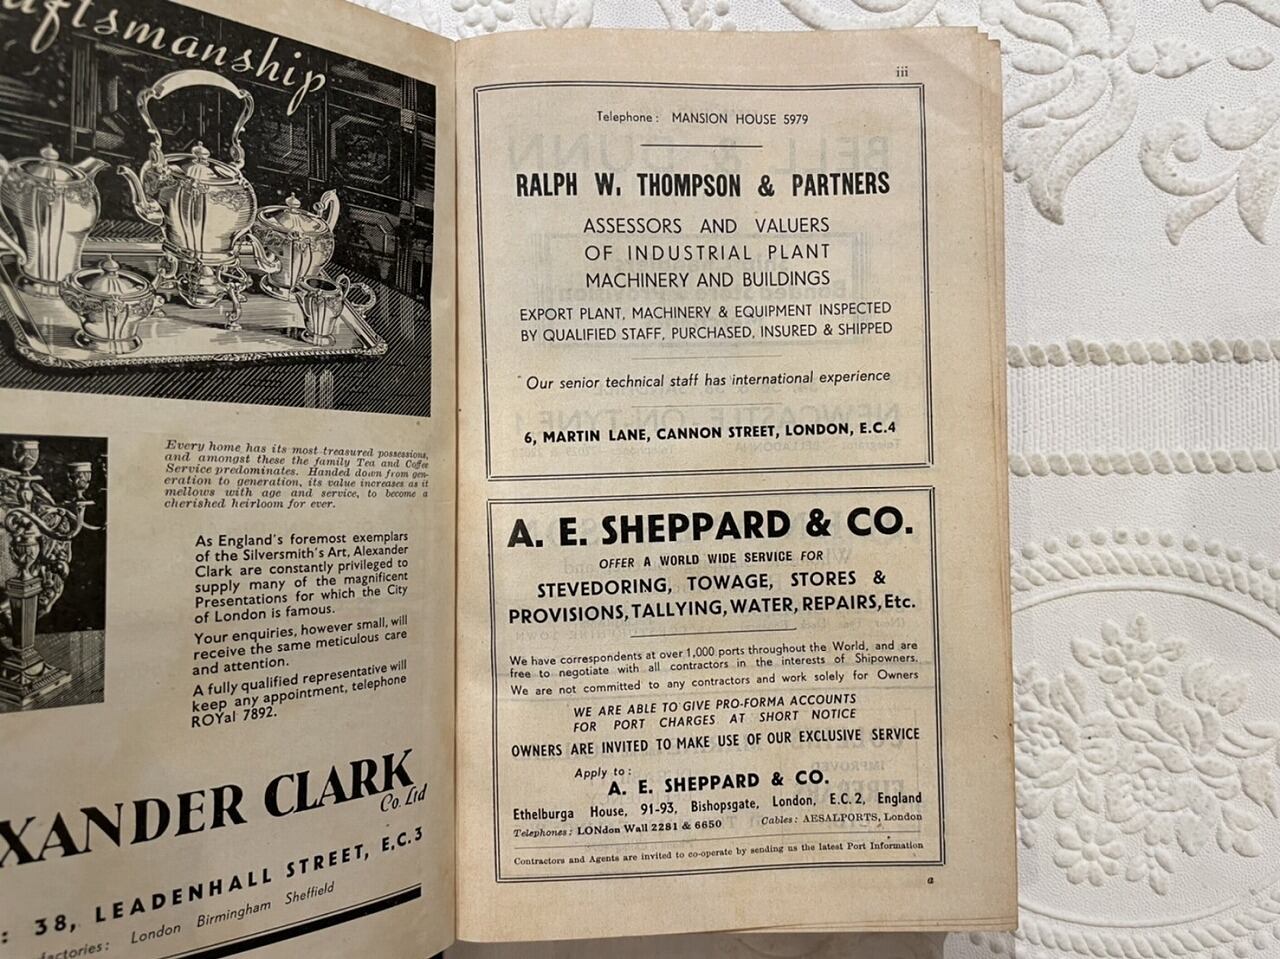 craftsmanship
Every home has its most treasured possessions,
and amongst these the family Tea and Coffee
Service predominates. Handed down from gen-
eration to generation, its value increases as it
mellows with age and service, to become a
cherished heirloom for ever.
As England's foremost exemplars
of the Silversmith's Art, Alexander
Clark are constantly privileged to
supply many of the magnificent
Presentations for which the City
of London is famous.
Your enquiries, however small, will
receive the same meticulous care
and attention.
A fully qualified representative will
keep any appointment, telephone
ROYal 7892.
XANDER CLARK
Co. Ltd
: 38, LEADENHALL STREET, E.C.3
factories: London Birmingham Sheffield
iii
Telephone: MANSION HOUSE 5979
RALPH W. THOMPSON & PARTNERS
ASSESSORS AND VALUERS
OF INDUSTRIAL PLANT
MACHINERY AND BUILDINGS
EXPORT PLANT, MACHINERY & EQUIPMENT INSPECTED
BY QUALIFIED STAFF, PURCHASED, INSURED & SHIPPED
Our senior technical staff has international experience
6, MARTIN LANE, CANNON STREET, LONDON, E.C.4
A. E. SHEPPARD & CO.
OFFER A WORLD WIDE SERVICE FOR
STEVEDORING, TOWAGE, STORES &
PROVISIONS, TALLYING, WATER, REPAIRS, Etc.
We have correspondents at over 1,000 ports throughout the World, and are
free to negotiate with all contractors in the interests of Shipowners.
We are not committed to any contractors and work solely for Owners
WE ARE ABLE TO GIVE PRO-FORMA ACCOUNTS
FOR PORT CHARGES AT SHORT NOTICE
OWNERS ARE INVITED TO MAKE USE OF OUR EXCLUSIVE SERVICE
Apply to:
A. E. SHEPPARD & CO.
Ethelburga House, 91-93, Bishopsgate, London, E.C.2, England
Telephones: LONdon Wall 2281 & 6650 Cables: AESALPORTS, London
Contractors and Agents are invited to co-operate by sending us the latest Port Information
a